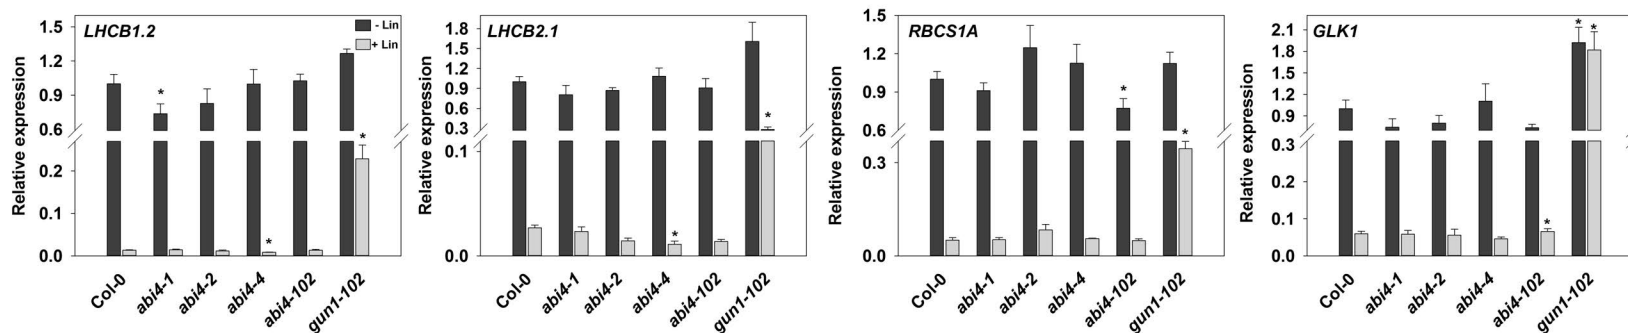 LHCB1.2
- Lin
+ Lin
Relative expression
1.5
1.2
0.9
0.6
0.2
0.1
0.0
*
*
*
Col-0
abi4-1
abi4-2
abi4-4
abi4-102
gun1-102
LHCB2.1
Relative expression
1.8
1.5
1.2
0.9
0.6
0.3
0.1
0.0
*
*
Col-0
abi4-1
abi4-2
abi4-4
abi4-102
gun1-102
RBCS1A
Relative expression
1.5
1.2
0.9
0.6
0.3
0.0
*
*
Col-0
abi4-1
abi4-2
abi4-4
abi4-102
gun1-102
GLK1
Relative expression
2.1
1.8
1.5
1.2
0.9
0.3
0.2
0.1
0.0
* *
*
Col-0
abi4-1
abi4-2
abi4-4
abi4-102
gun1-102